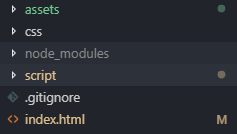 assets
css
node_modules
script
.gitignore
index.html M